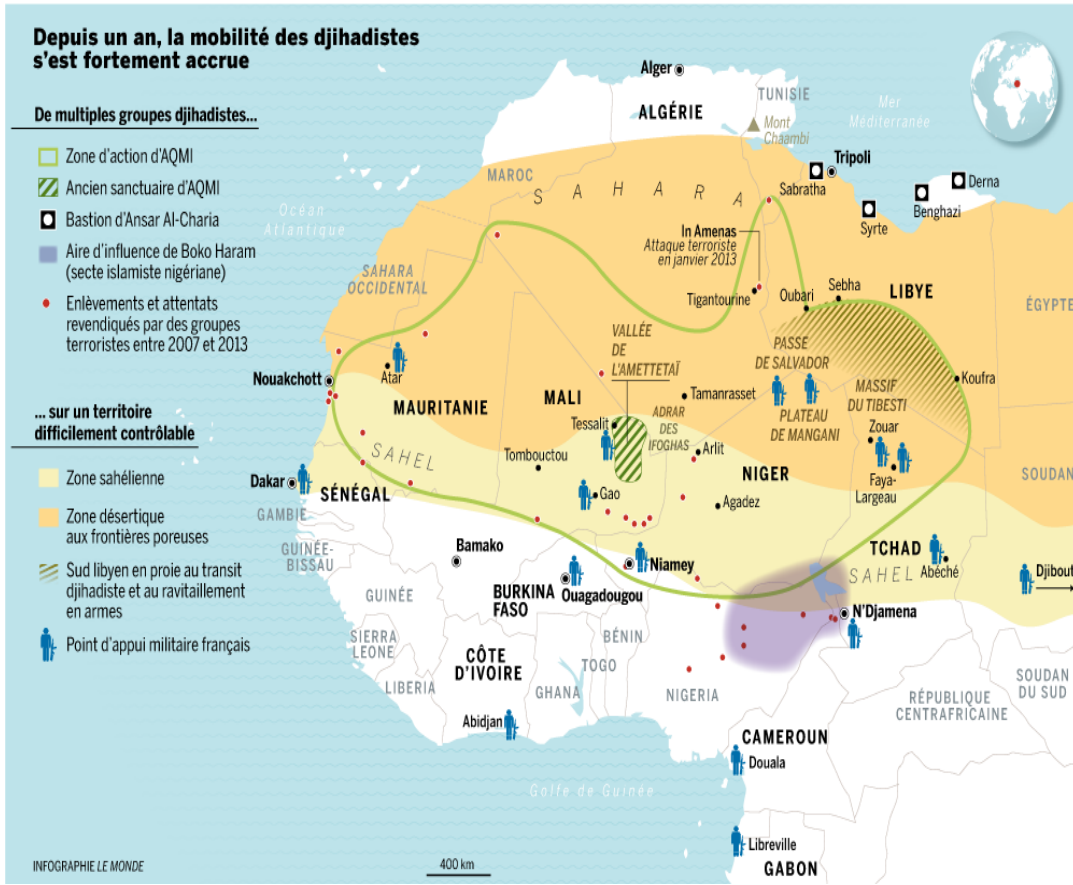 Depuis un an, la mobilité des djihadistes
s'est fortement accrue
De multiples groupes djihadistes...
Zone d'action d'AQMI
Ancien sanctuaire d'AQMI
Bastion d'Ansar Al-Charia
Aire d'influence de Boko Haram
(secte islamiste nigériane)
Enlèvements et attentats
revendiqués par des groupes
terroristes entre 2007 et 2013
... sur un territoire
difficilement contrôlable
Zone sahélienne
Zone désertique
aux frontières poreuses
Sud libyen en proie au transit
djihadiste et au ravitaillement
en armes
Point d'appui militaire français
INFOGRAPHIE LE MONDE
400 km
Alger
ALGÉRIE
TUNISIE
Mont
Chaambi
Mer
Méditerranée
MAROC
SAHARA
Océan
Atlantique
Tripoli
Sabratha
Syrte
Benghazi
Derna
In Amenas
Attaque terroriste
en janvier 2013
Tigantourine
Oubari
Sebha
LIBYE
ÉGYPTE
SAHARA
OCCIDENTAL
VALLÉE
DE
L'AMETTETAÏ
PASSE
DE SALVADOR
Koufra
Nouakchott
Atar
MAURITANIE
MALI
Tamanrasset
PLATEAU
DE MANGANI
MASSIF
DU TIBESTI
Tessalit
ADRAR
DES
IFOGHAS
Zouar
SAHEL
Tombouctou
Arlit
NIGER
Faya-
Largeau
SOUDAN
Dakar
SÉNÉGAL
Gao
Agadez
GAMBIE
GUINÉE-
BISSAU
Bamako
Niamey
TCHAD
Abéché
SAHEL
Djibouti
GUINÉE
BURKINA
FASO
Ouagadougou
N'Djamena
SIERRA
LEONE
BÉNIN
CÔTE
D'IVOIRE
TOGO
LIBERIA
GHANA
NIGERIA
RÉPUBLIQUE
CENTRAFRICAINE
SOUDAN
DU SUD
Abidjan
CAMEROUN
Douala
Golfe de Guinée
Libreville
GABON